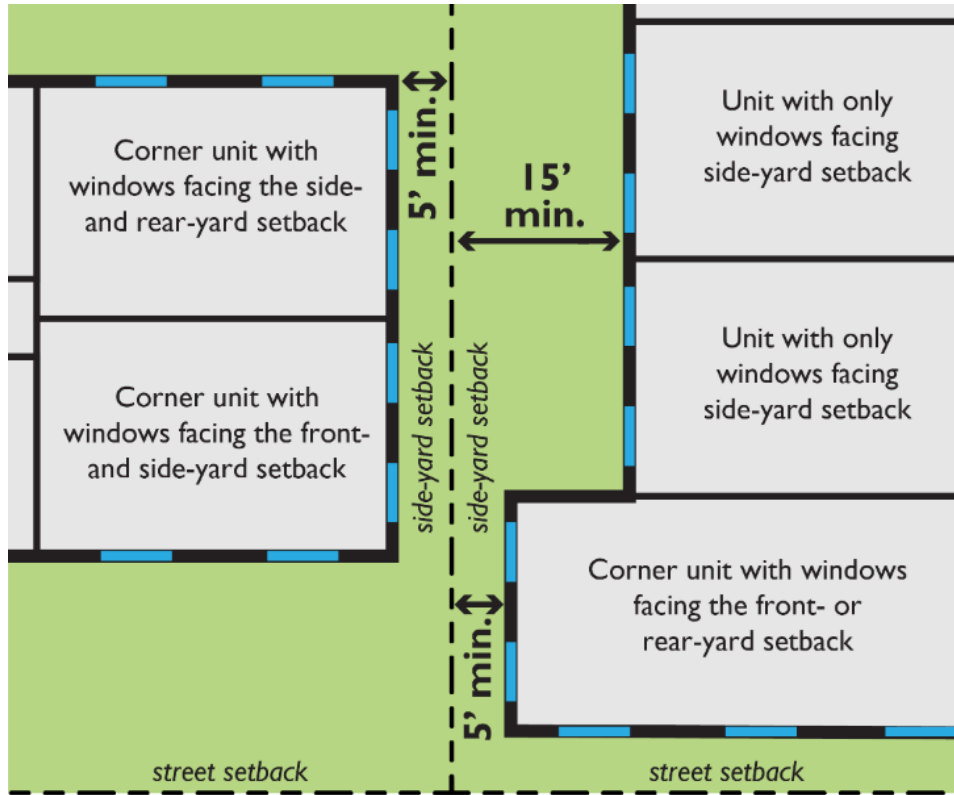 Corner unit with
windows facing the side-
and rear-yard setback
5' min.
15'
min.
Unit with only
windows facing
side-yard setback
Corner unit with
windows facing the front-
and side-yard setback
side-yard setback
side-yard setback
Unit with only
windows facing
side-yard setback
5' min.
Corner unit with windows
facing the front- or
rear-yard setback
street setback
street setback